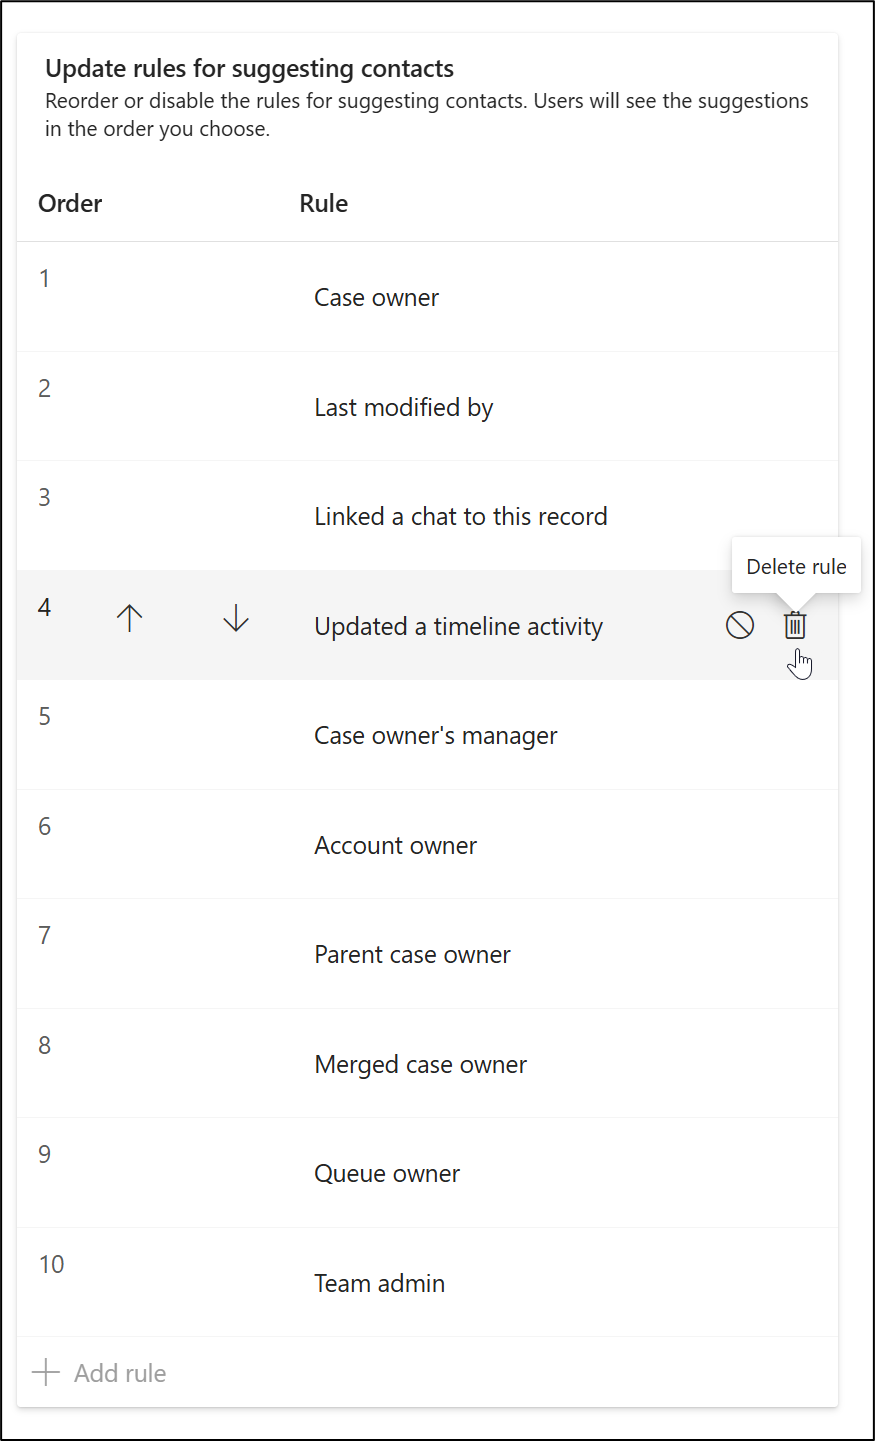 Update rules for suggesting contacts
Reorder or disable the rules for suggesting contacts. Users will see the suggestions
in the order you choose.
Order Rule
1 Case owner
2 Last modified by
3 Linked a chat to this record
Delete rule
4 Updated a timeline activity
5 Case owner's manager
6 Account owner
7 Parent case owner
8 Merged case owner
9 Queue owner
10 Team admin
Add rule